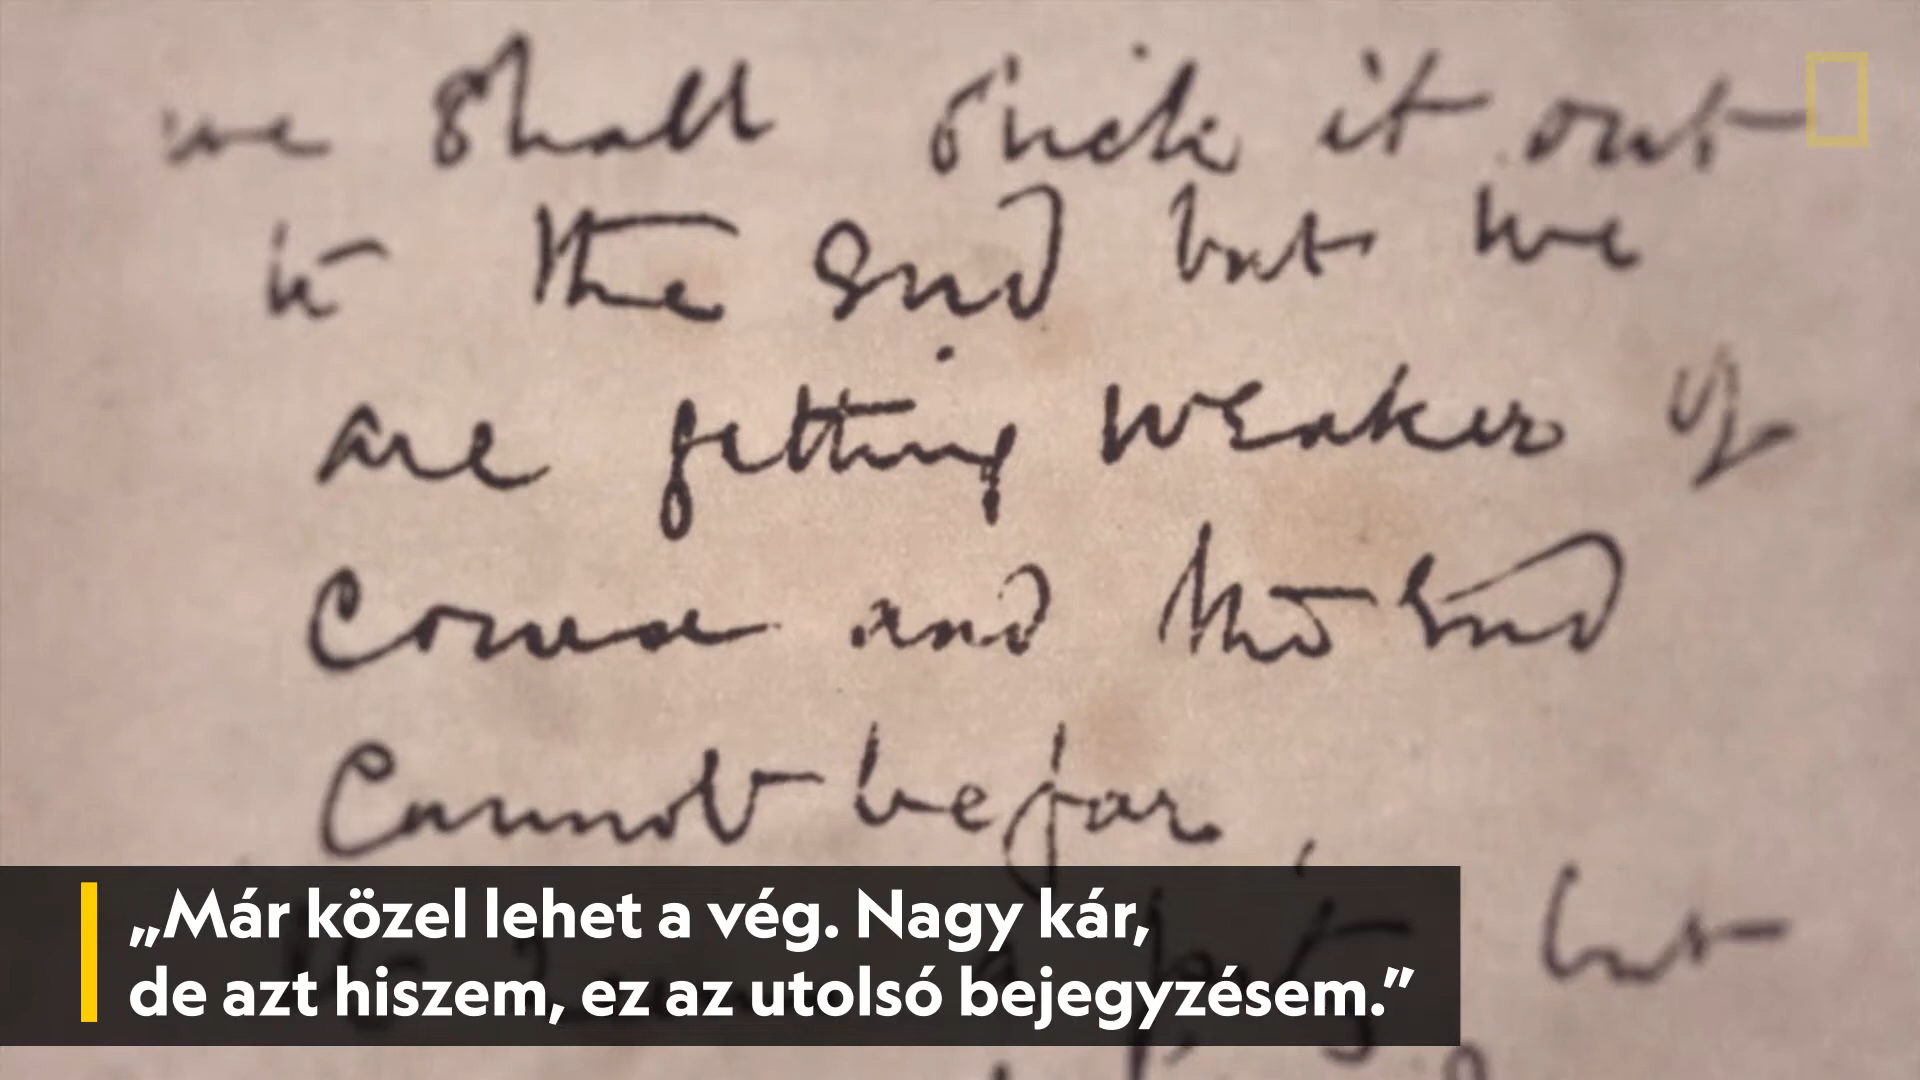 we shall stick it out
to the end but we
are getting weaker of
course and the end
cannot be far,
but
„Már közel lehet a vég. Nagy kár,
de azt hiszem, ez az utolsó bejegyzésem.”